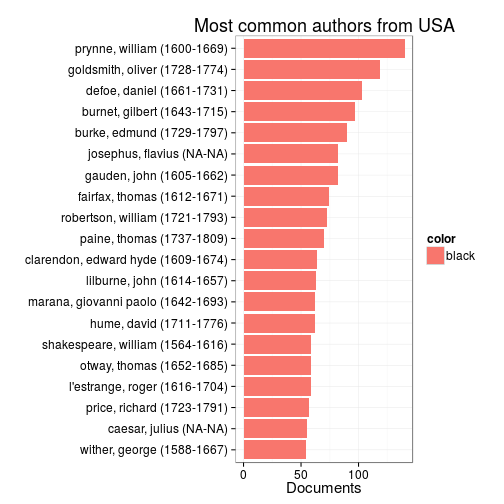 Most common authors from USA
prynne, william (1600-1669)
goldsmith, oliver (1728-1774)
defoe, daniel (1661-1731)
burnet, gilbert (1643-1715)
burke, edmund (1729-1797)
josephus, flavius (NA-NA)
gauden, john (1605-1662)
fairfax, thomas (1612-1671)
robertson, william (1721-1793)
paine, thomas (1737-1809)
clarendon, edward hyde (1609-1674)
lilburne, john (1614-1657)
marana, giovanni paolo (1642-1693)
hume, david (1711-1776)
shakespeare, william (1564-1616)
otway, thomas (1652-1685)
l'estrange, roger (1616-1704)
price, richard (1723-1791)
caesar, julius (NA-NA)
wither, george (1588-1667)
0 50 100
Documents
color
black